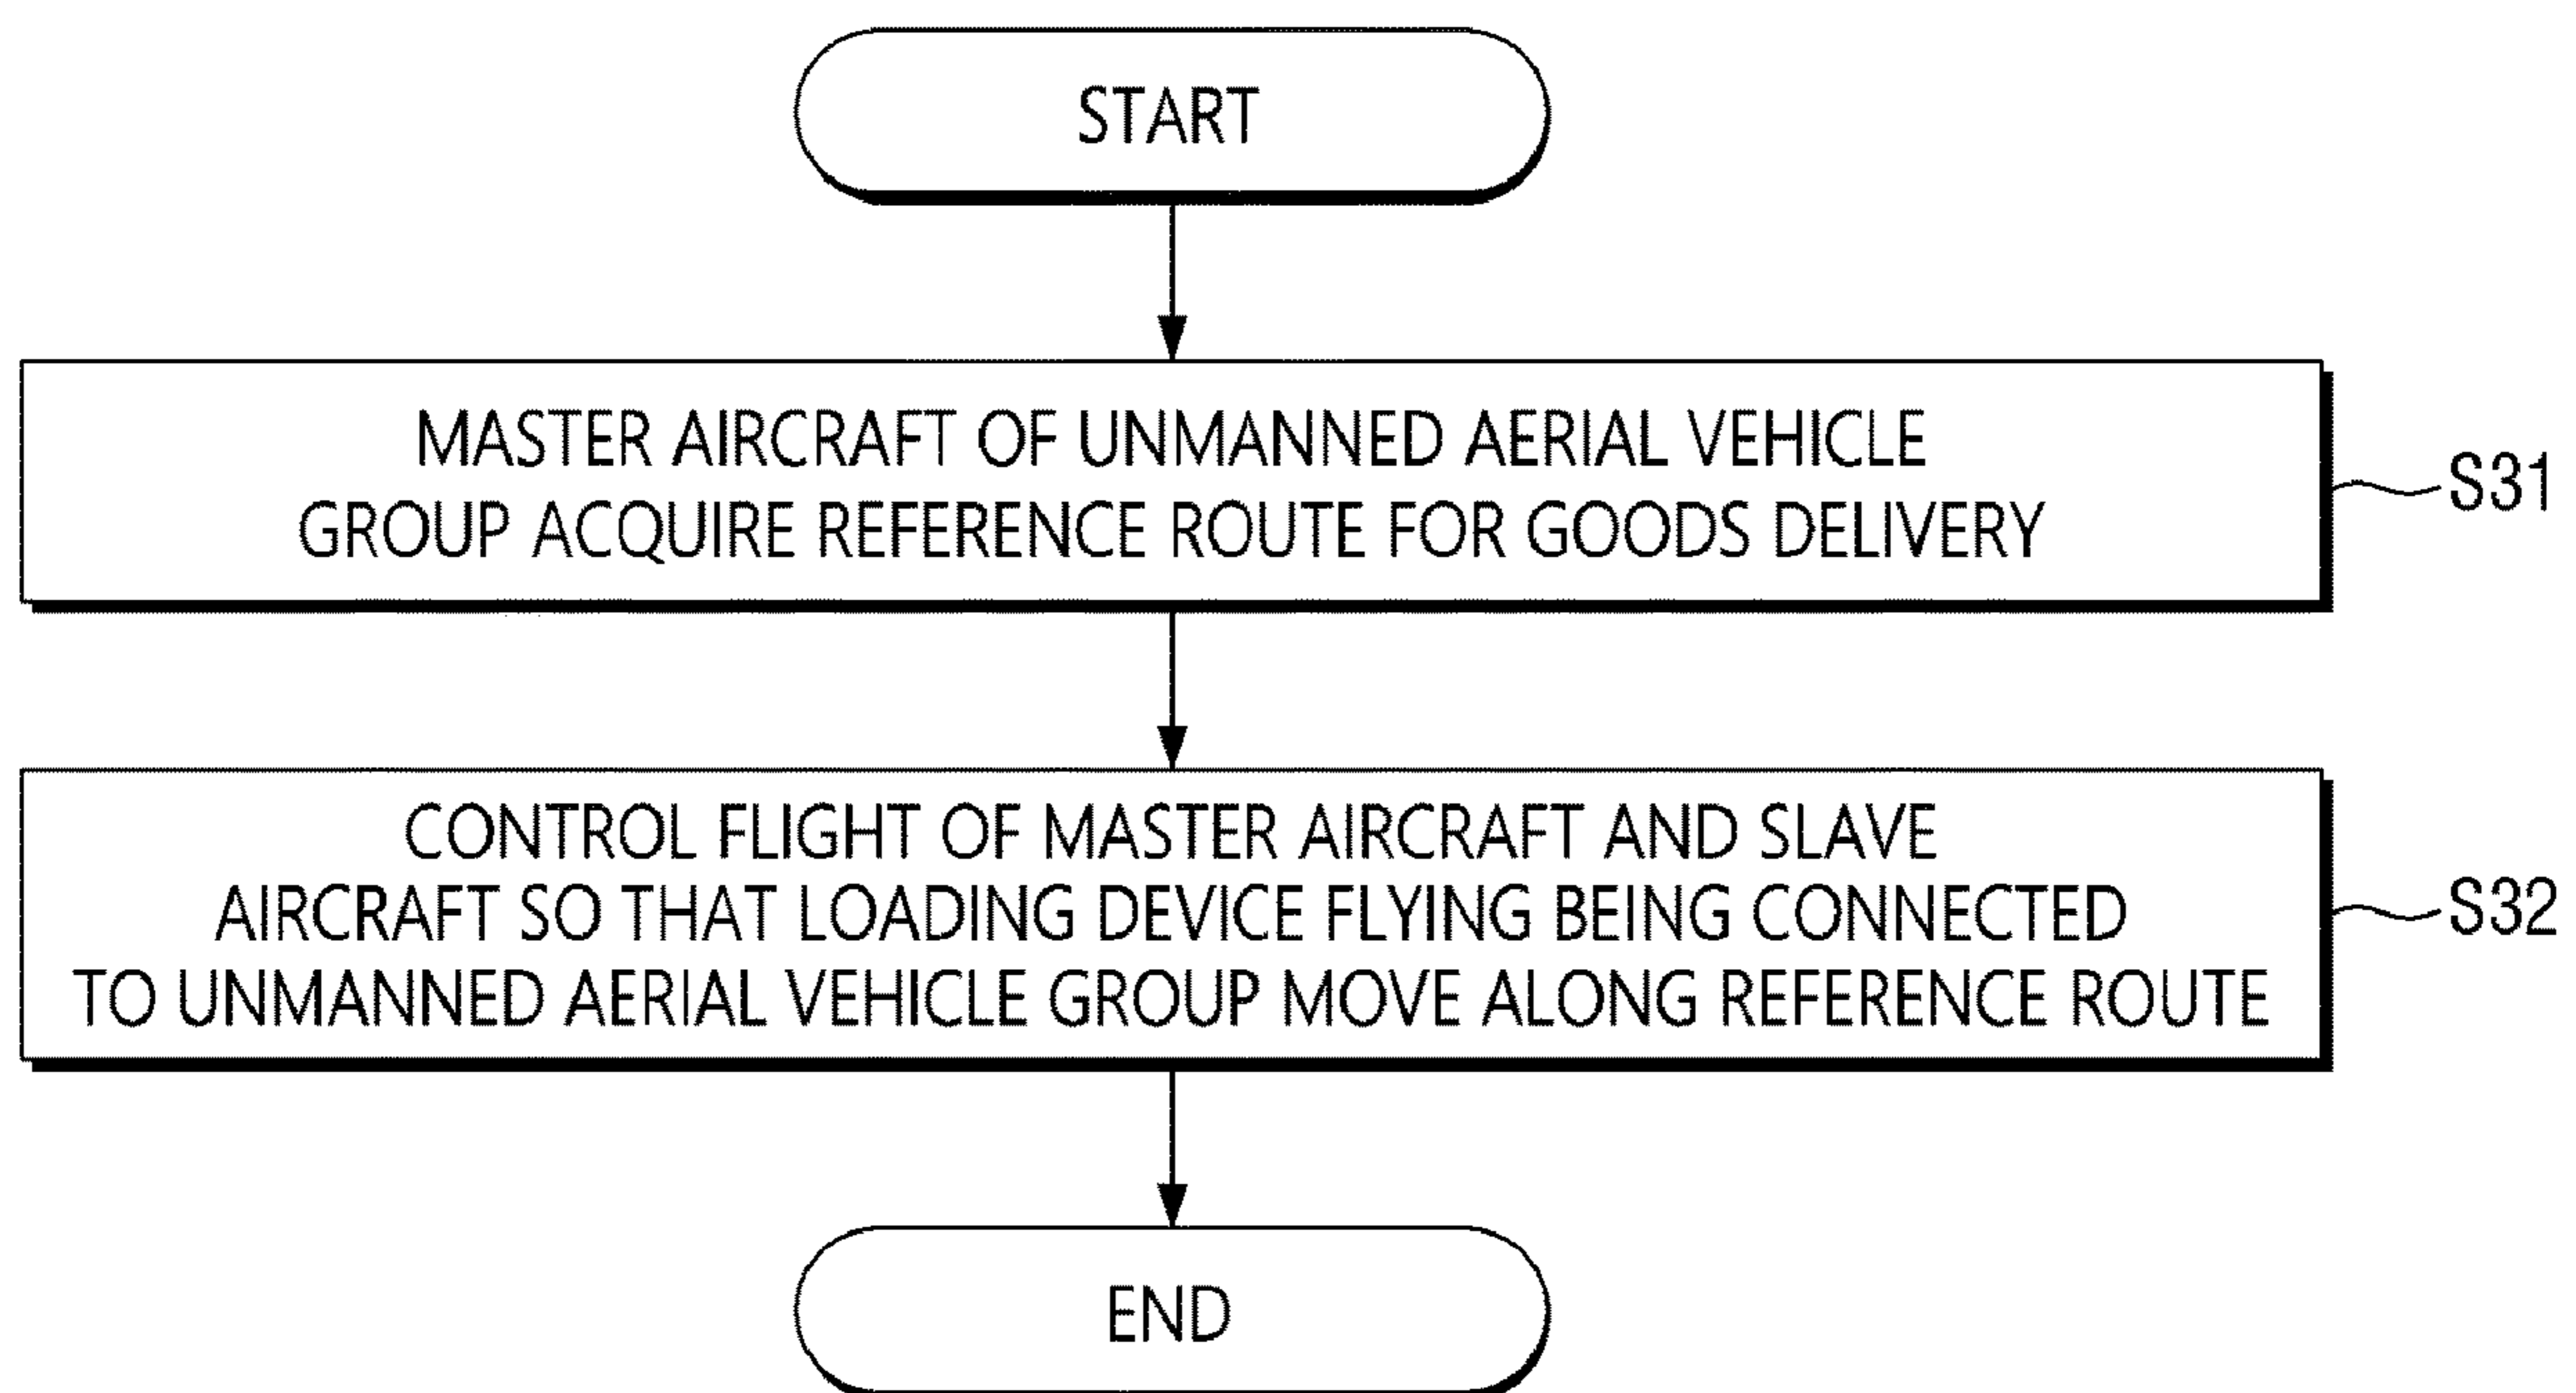 START
MASTER AIRCRAFT OF UNMANNED AERIAL VEHICLE
GROUP ACQUIRE REFERENCE ROUTE FOR GOODS DELIVERY
S31
CONTROL FLIGHT OF MASTER AIRCRAFT AND SLAVE
AIRCRAFT SO THAT LOADING DEVICE FLYING BEING CONNECTED
TO UNMANNED AERIAL VEHICLE GROUP MOVE ALONG REFERENCE ROUTE
S32
END